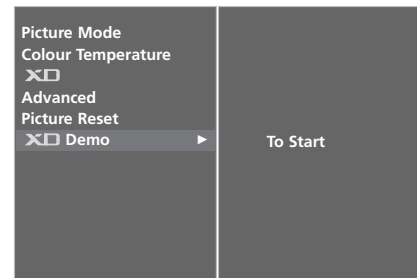 Picture Mode
Colour Temperature
XD
Advanced
Picture Reset
XD Demo ►
To Start